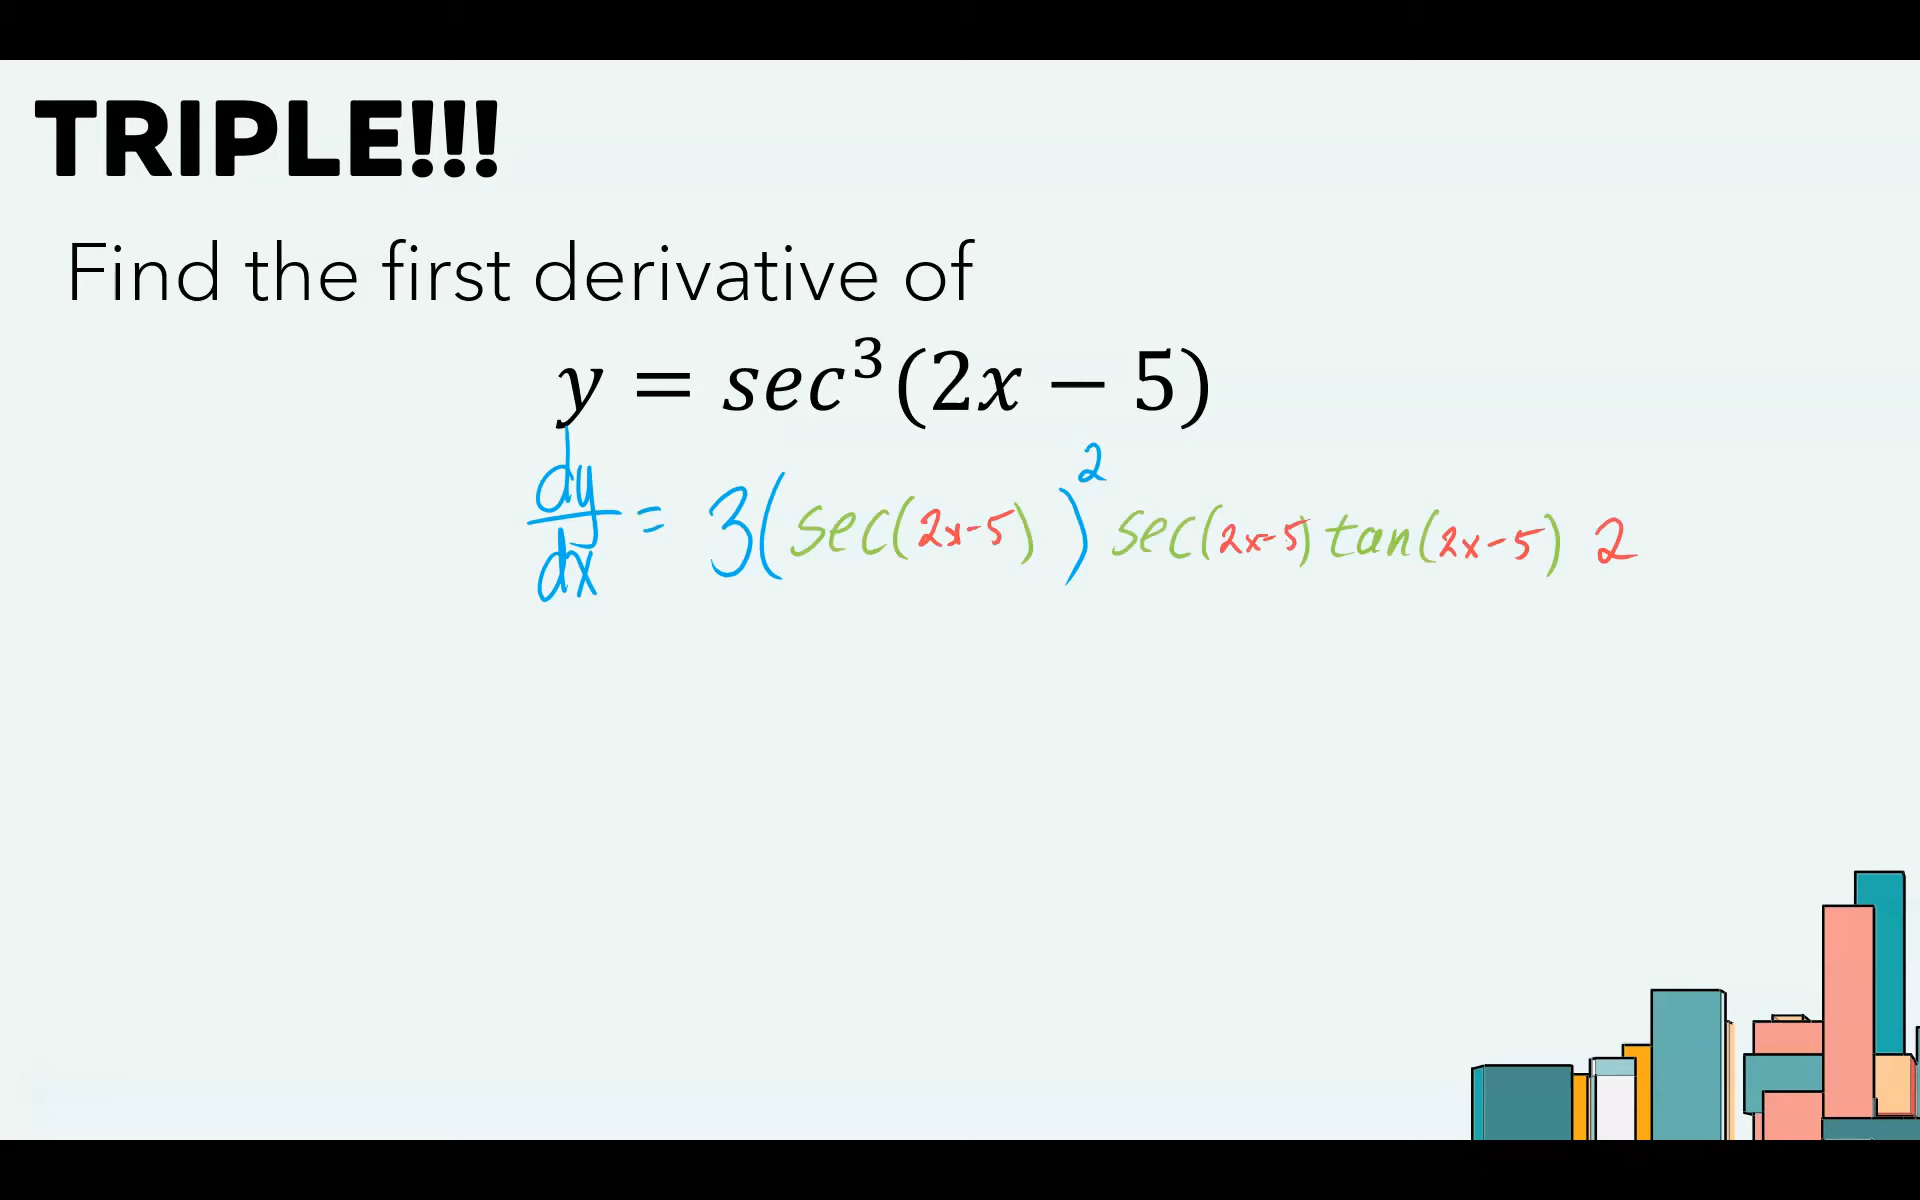 TRIPLE!!!
Find the first derivative of
y = sec³(2x − 5)
dy/dx = 3(sec(2x-5))² sec(2x-5) tan(2x-5) 2